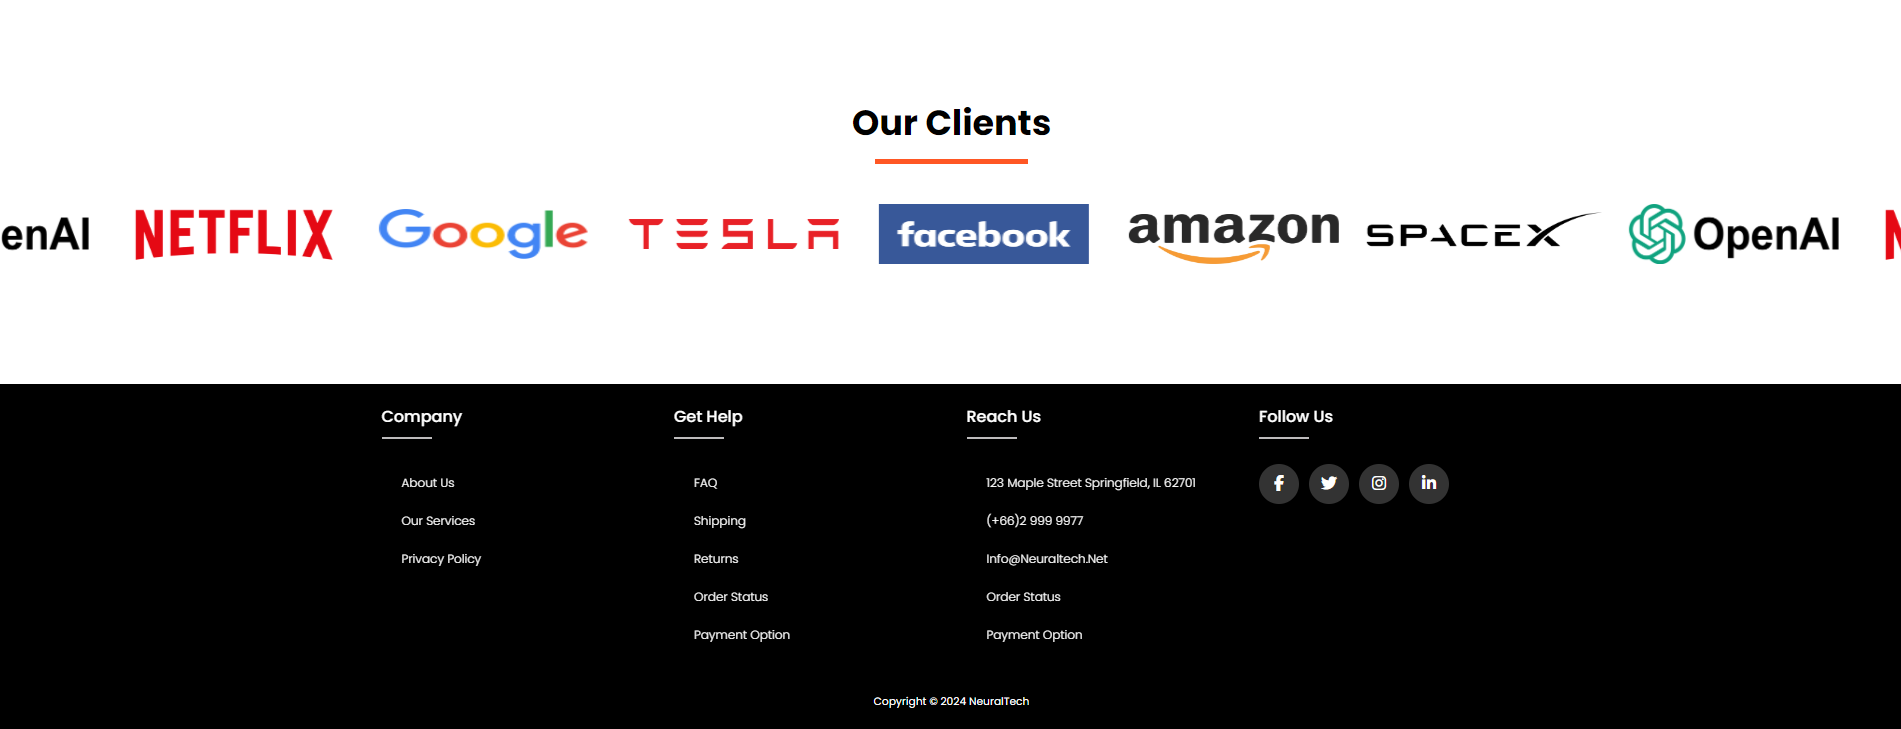 Our Clients
enAI NETFLIX Google TESLA facebook amazon SPACEX OpenAI N
Company
About Us
Our Services
Privacy Policy
Get Help
FAQ
Shipping
Returns
Order Status
Payment Option
Reach Us
123 Maple Street Springfield, IL 62701
(+66)2 999 9977
Info@Neuraltech.Net
Order Status
Payment Option
Follow Us
Copyright © 2024 NeuralTech